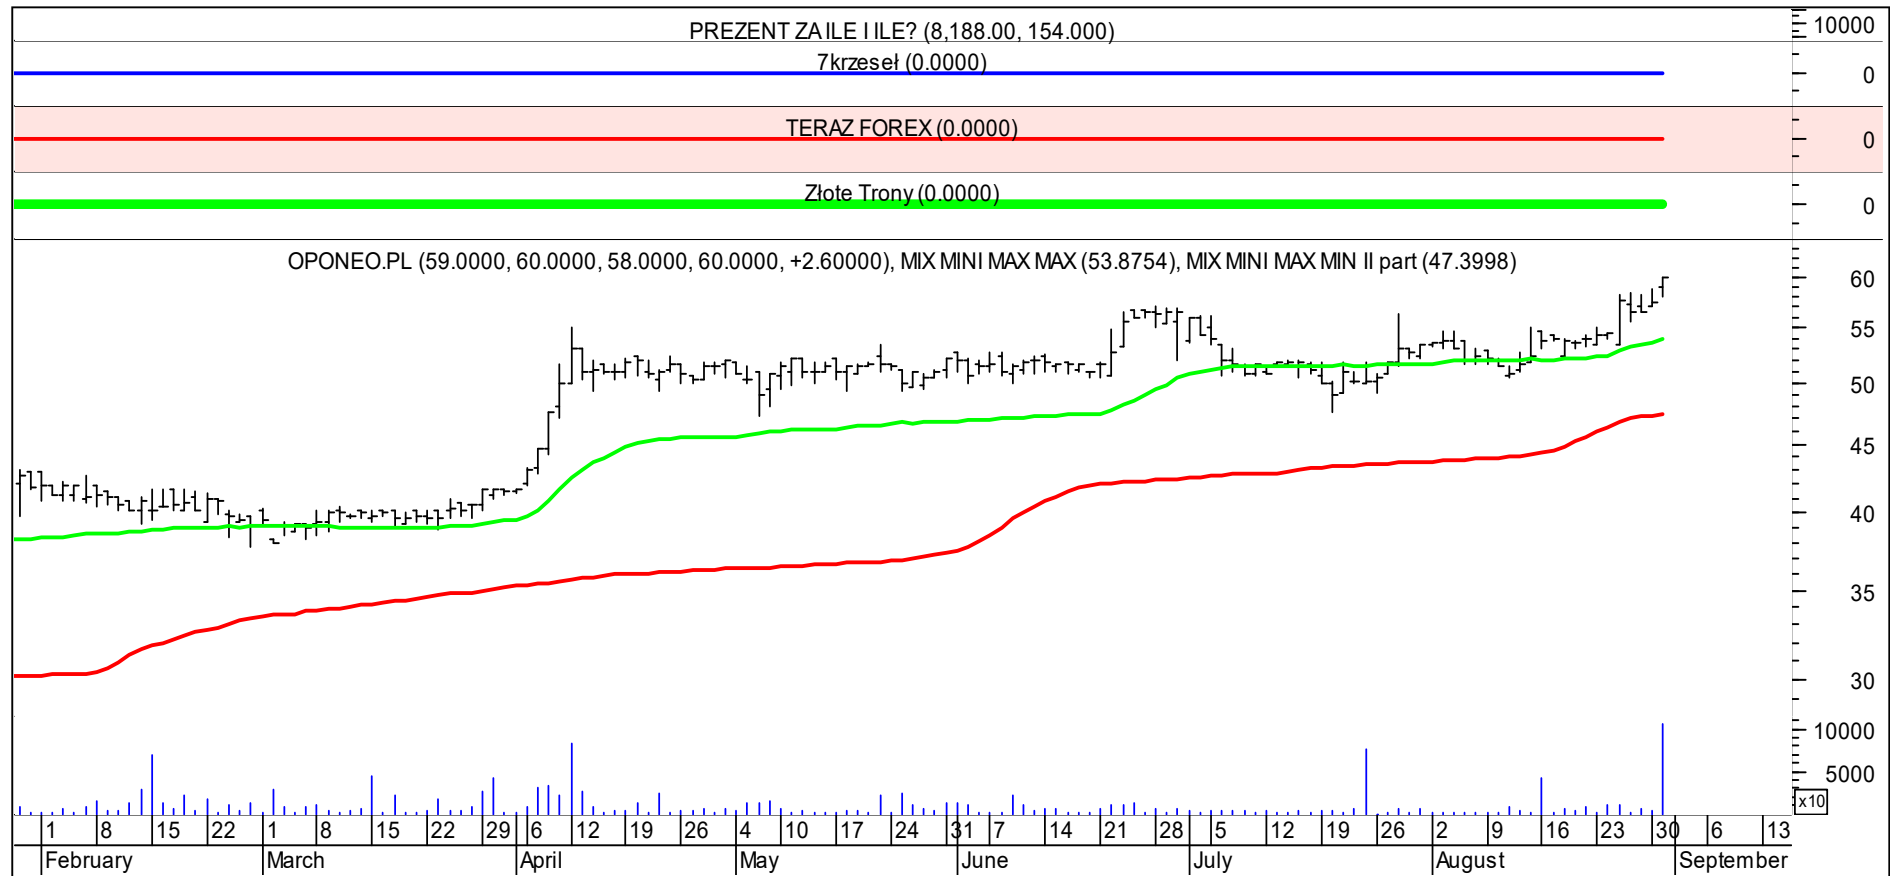 PREZENT ZA ILE I ILE? (8,188.00, 154.000)
10000
7krzeseł (0.0000)
0
TERAZ FOREX (0.0000)
0
Złote Trony (0.0000)
0
OPONEO.PL (59.0000, 60.0000, 58.0000, 60.0000, +2.60000), MIX MINI MAX MAX (53.8754), MIX MINI MAX MIN II part (47.3998)
60
55
50
45
40
35
30
10000
5000
x10
1 8 15 22 1 8 15 22 29 6 12 19 26 4 10 17 24 31 7 14 21 28 5 12 19 26 2 9 16 23 30 6 13
February March April May June July August September